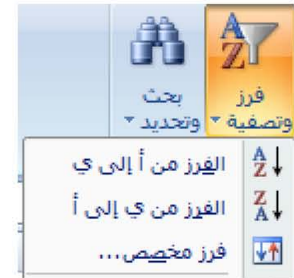 فرز
وتصفية
بحث
وتحديد
الفرز من أ إلى ي
الفرز من ي إلى أ
فرز مخصص...